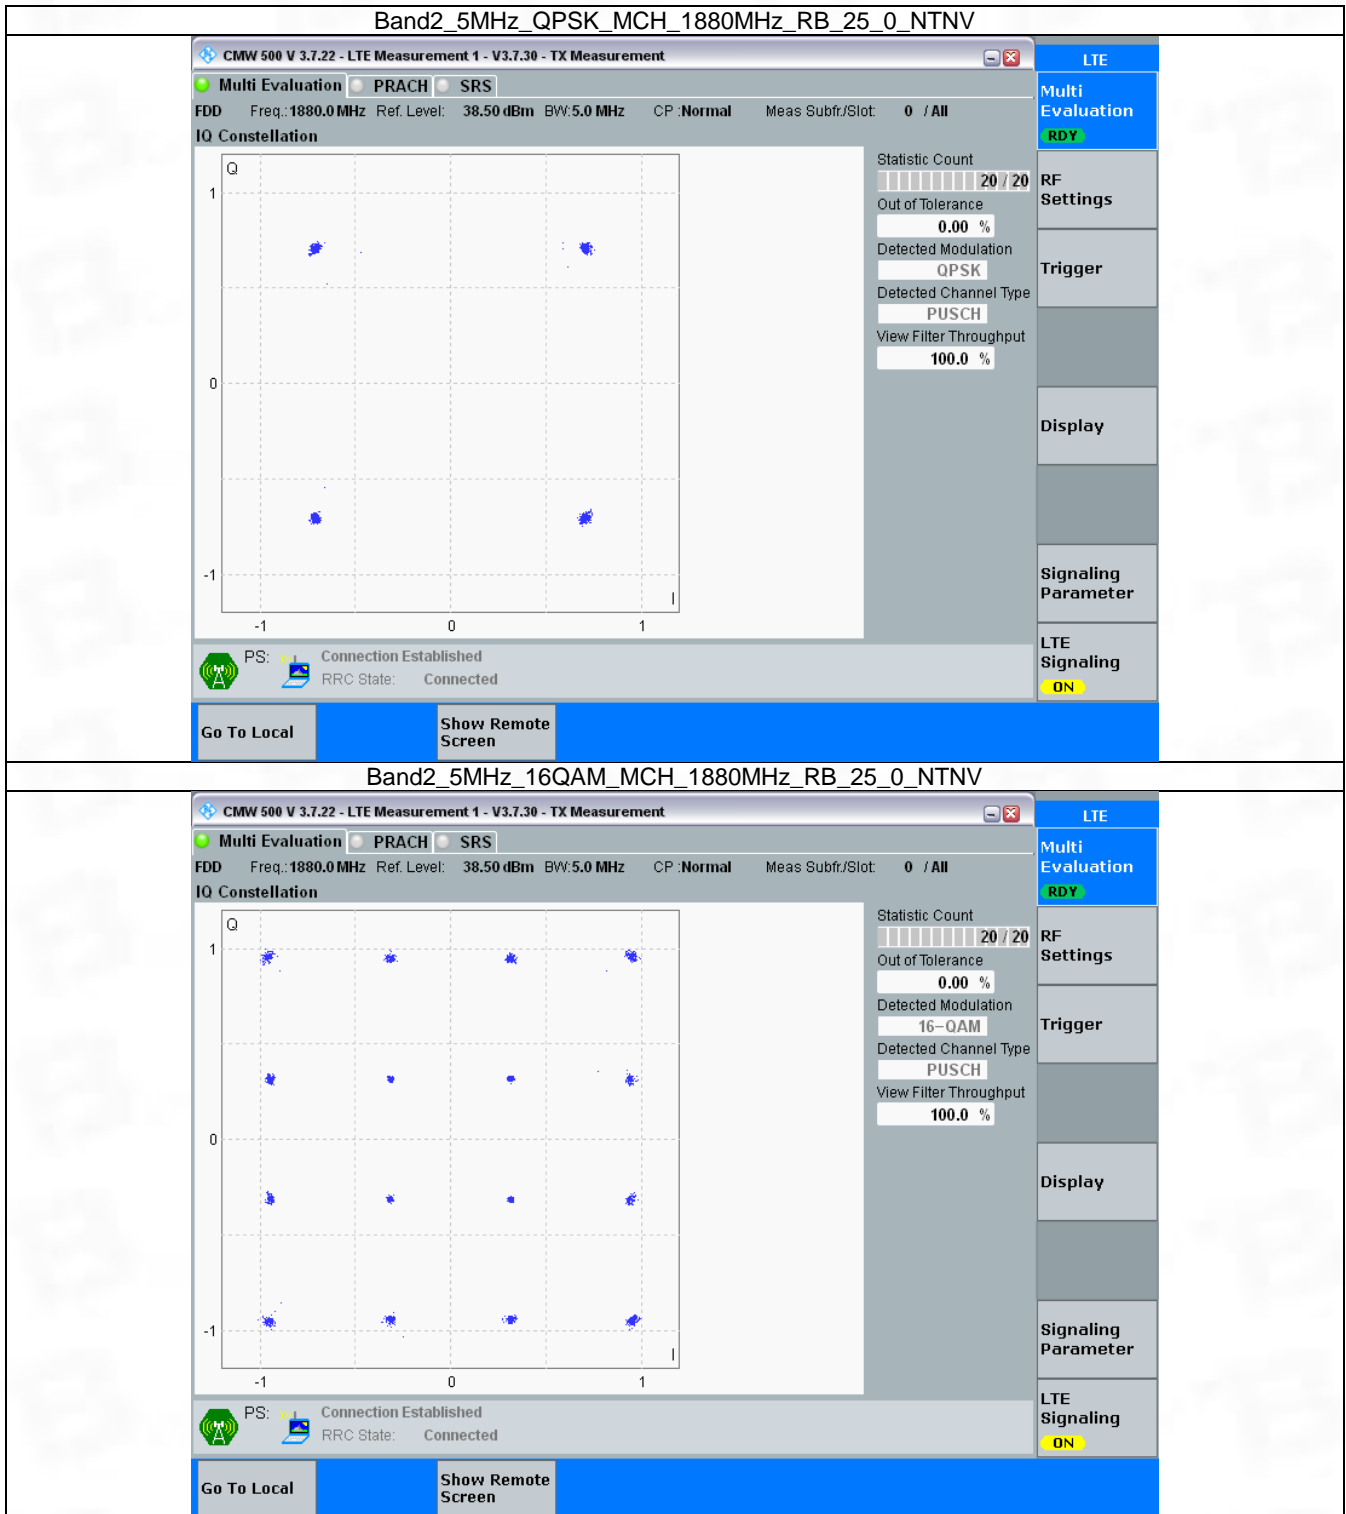 Band2_5MHz_QPSK_MCH_1880MHz_RB_25_0_NTNV
CMW 500 V 3.7.22 - LTE Measurement 1 - V3.7.30 - TX Measurement
LTE
Multi Evaluation PRACH SRS
Multi
Evaluation
RDY
FDD Freq.: 1880.0 MHz Ref. Level: 38.50 dBm BW: 5.0 MHz CP : Normal Meas Subfr./Slot: 0 / All
IQ Constellation
Q
1
0
-1
I
-1 0 1
Statistic Count
20 / 20
Out of Tolerance
0.00 %
Detected Modulation
QPSK
Detected Channel Type
PUSCH
View Filter Throughput
100.0 %
RF
Settings
Trigger
Display
Signaling
Parameter
LTE
Signaling
ON
PS: Connection Established
RRC State: Connected
Go To Local
Show Remote
Screen
Band2_5MHz_16QAM_MCH_1880MHz_RB_25_0_NTNV
CMW 500 V 3.7.22 - LTE Measurement 1 - V3.7.30 - TX Measurement
LTE
Multi Evaluation PRACH SRS
Multi
Evaluation
RDY
FDD Freq.: 1880.0 MHz Ref. Level: 38.50 dBm BW: 5.0 MHz CP : Normal Meas Subfr./Slot: 0 / All
IQ Constellation
Q
1
0
-1
I
-1 0 1
Statistic Count
20 / 20
Out of Tolerance
0.00 %
Detected Modulation
16-QAM
Detected Channel Type
PUSCH
View Filter Throughput
100.0 %
RF
Settings
Trigger
Display
Signaling
Parameter
LTE
Signaling
ON
PS: Connection Established
RRC State: Connected
Go To Local
Show Remote
Screen